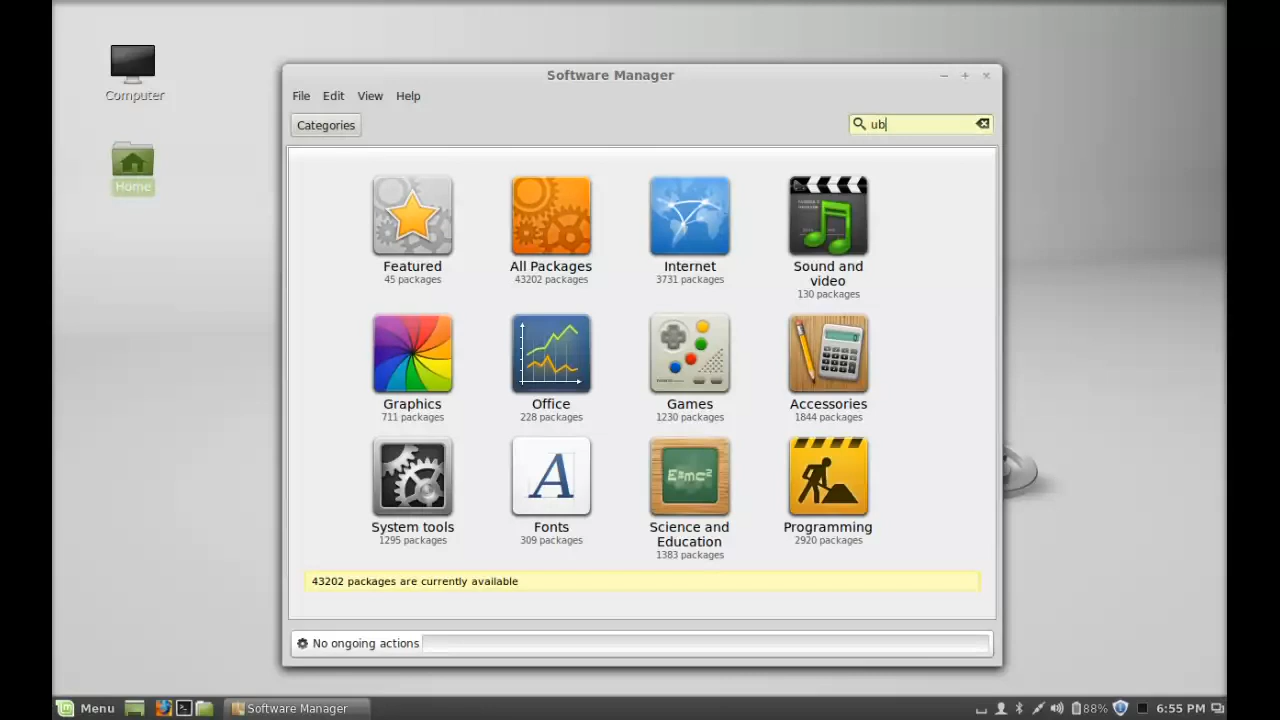 Computer
Home
Software Manager
File Edit View Help
Categories
ub
Featured
45 packages
All Packages
43202 packages
Internet
3731 packages
Sound and
video
130 packages
Graphics
711 packages
Office
228 packages
Games
1230 packages
Accessories
1844 packages
System tools
1295 packages
Fonts
309 packages
E=mc²
Science and
Education
1383 packages
Programming
2920 packages
43202 packages are currently available
No ongoing actions
Menu Software Manager 88% 6:55 PM